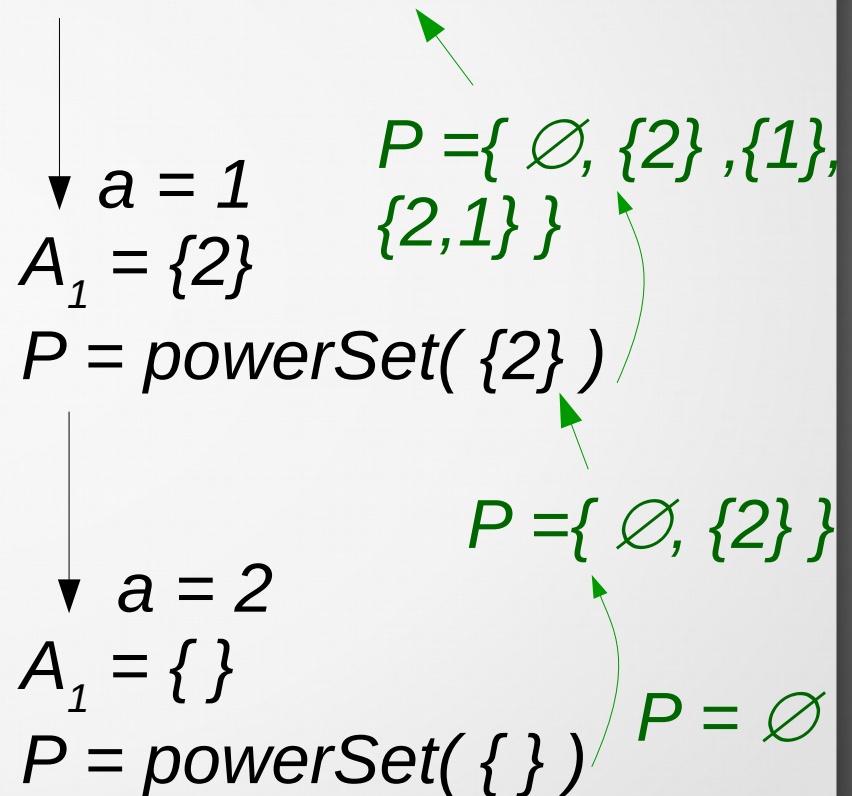 P ={ ∅, {2} ,{1},
{2,1} }
a = 1
A₁ = {2}
P = powerSet( {2} )
P ={ ∅, {2} }
a = 2
A₁ = { }
P = ∅
P = powerSet( { } )